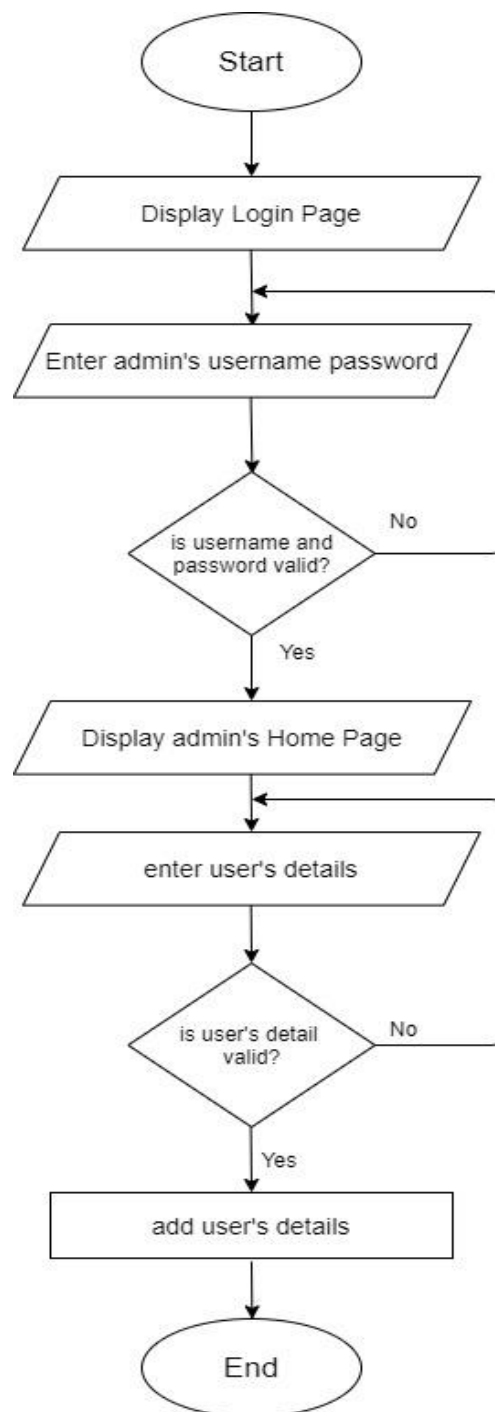 Start
Display Login Page
Enter admin's username password
is username and
password valid?
No
Yes
Display admin's Home Page
enter user's details
is user's detail
valid?
No
Yes
add user's details
End